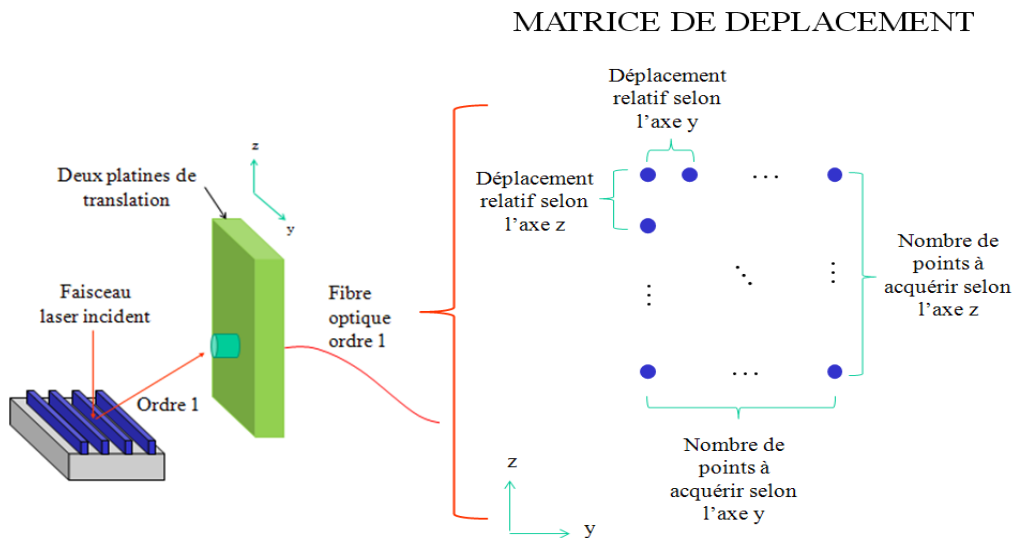 MATRICE DE DEPLACEMENT
Déplacement
relatif selon
l'axe y
z
Deux platines de
translation
y
Déplacement
relatif selon
l'axe z
...
Nombre de
points à
acquérir selon
l'axe z
Faisceau
laser incident
Fibre
optique
ordre 1
Ordre 1
...
Nombre de
points à
acquérir selon
l'axe y
z
y